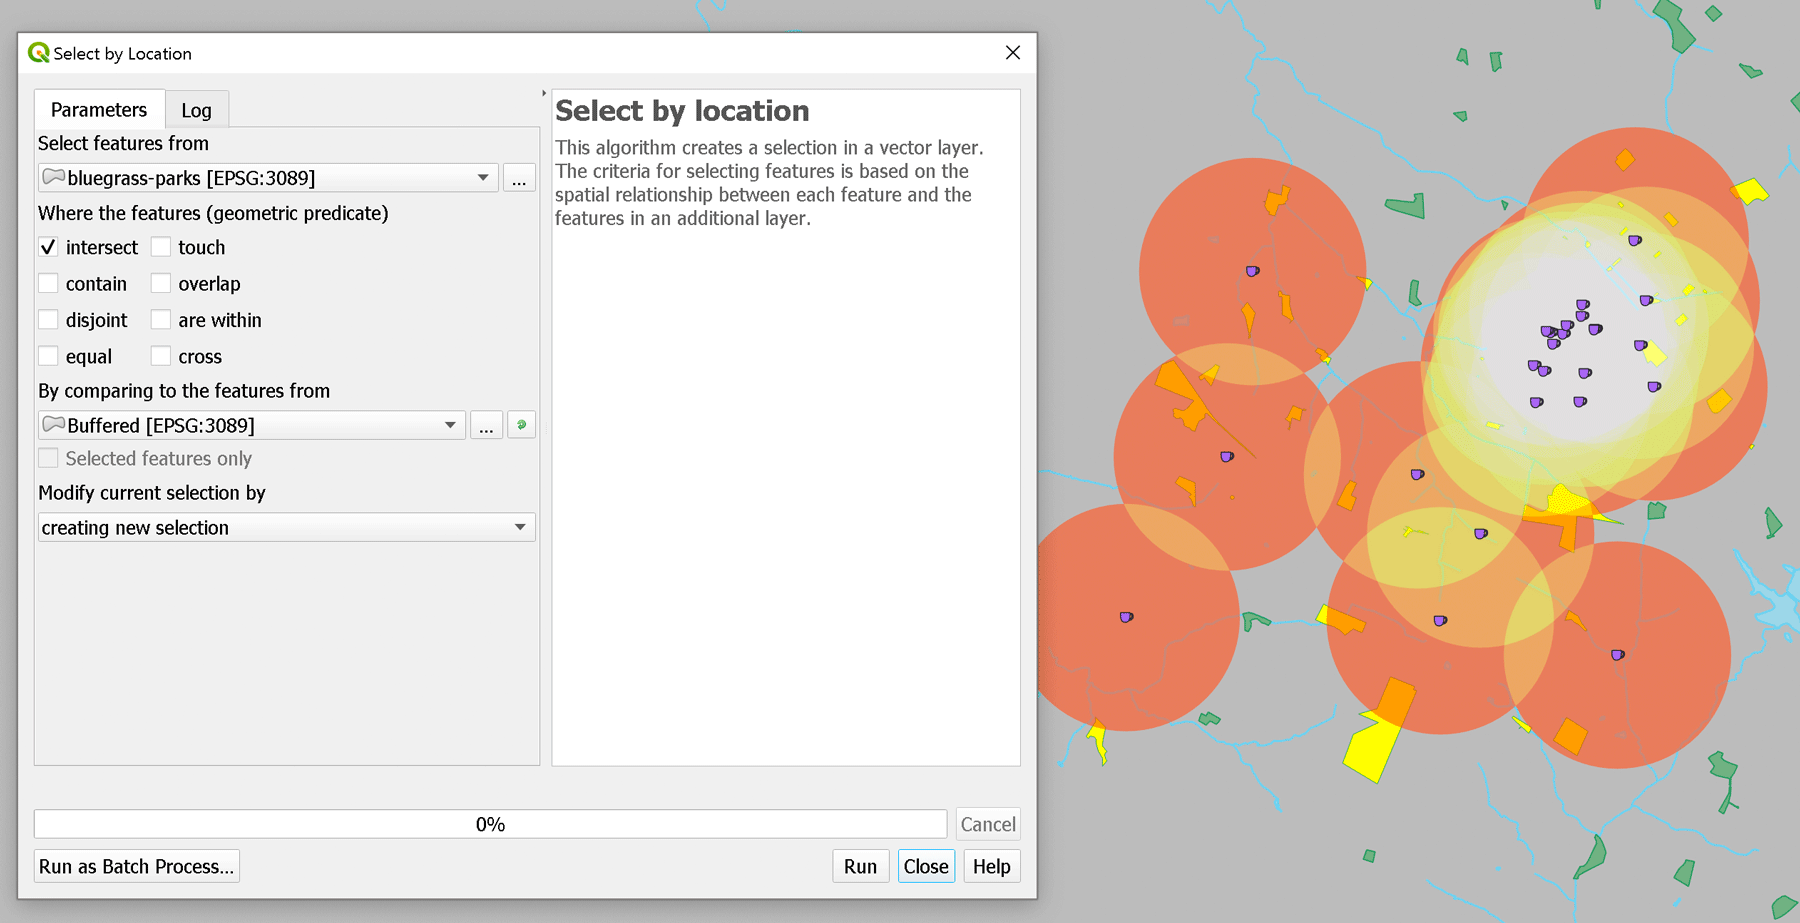 Select by Location
Parameters
Log
Select features from
bluegrass-parks [EPSG:3089]
...
Where the features (geometric predicate)
intersect
touch
contain
overlap
disjoint
are within
equal
cross
By comparing to the features from
Buffered [EPSG:3089]
...
Selected features only
Modify current selection by
creating new selection
Select by location
This algorithm creates a selection in a vector layer.
The criteria for selecting features is based on the
spatial relationship between each feature and the
features in an additional layer.
0%
Cancel
Run as Batch Process...
Run
Close
Help